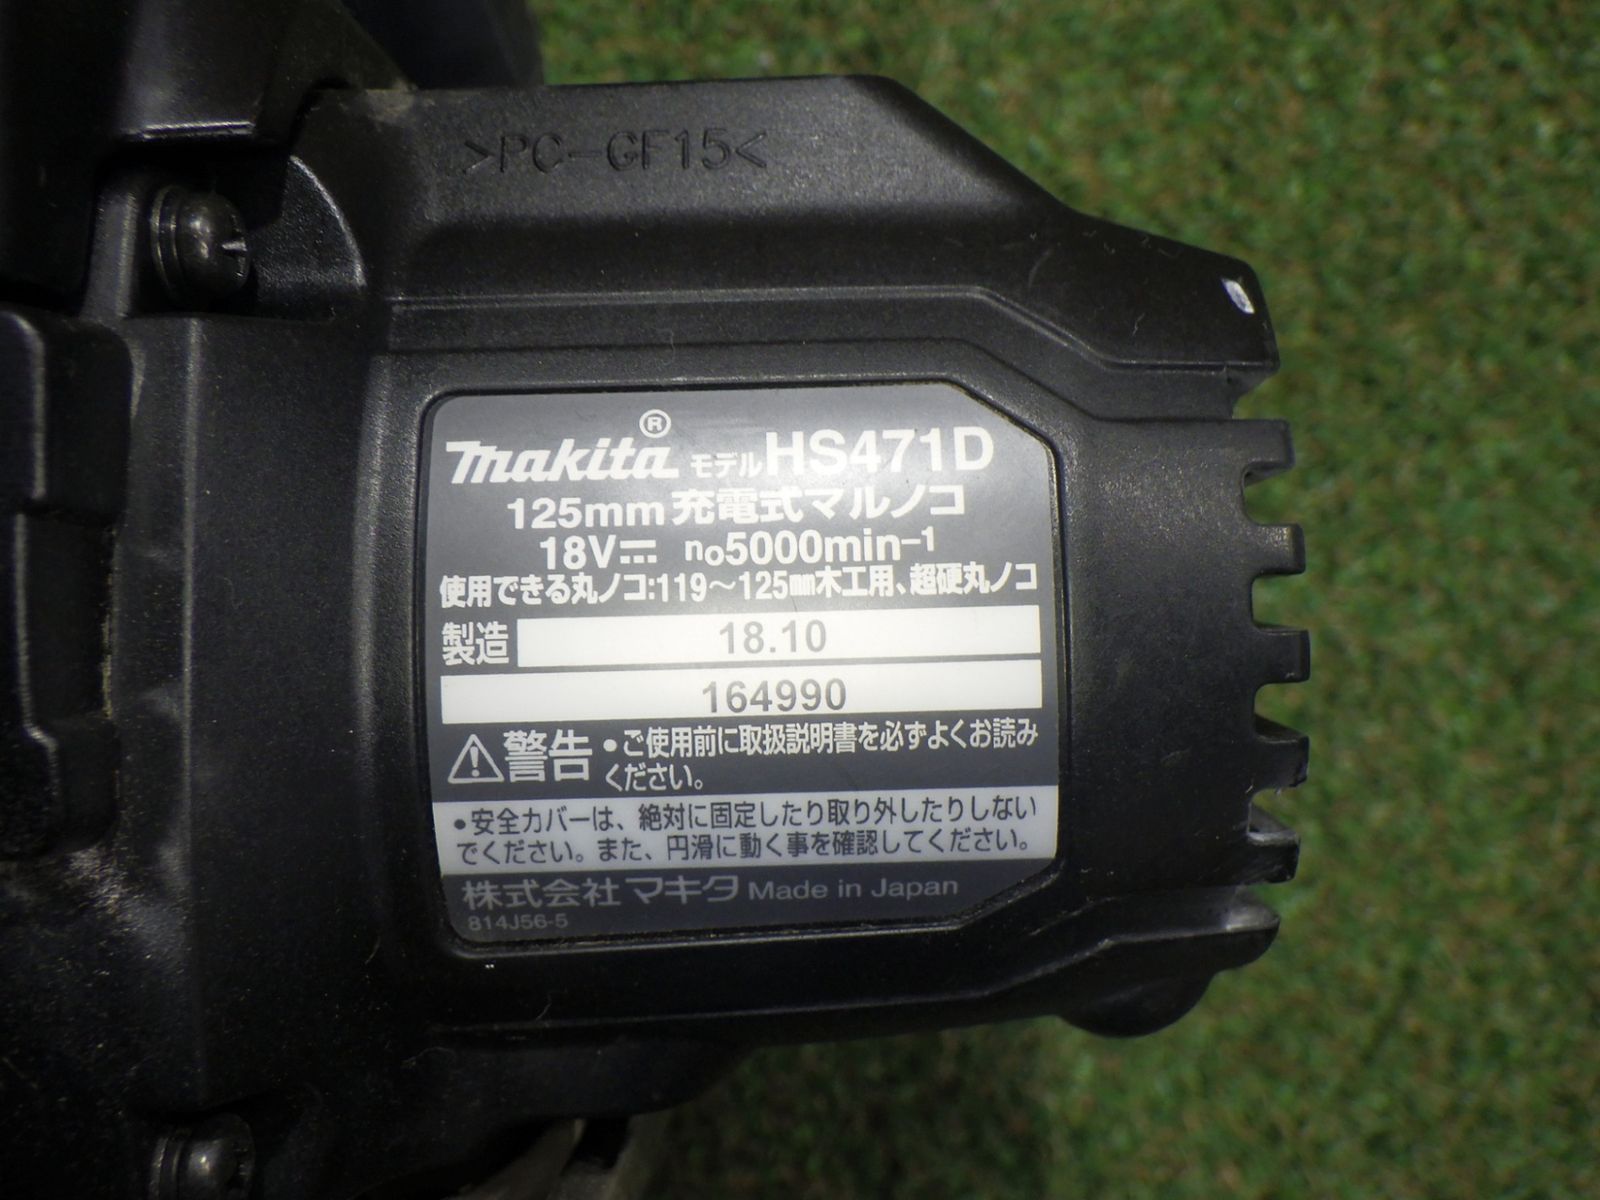 >PC-GF15<
makita® モデル HS471D
125mm 充電式マルノコ
18V⎓ n₀5000min⁻¹
使用できる丸ノコ:119～125mm木工用、超硬丸ノコ
製造 18.10
164990
⚠警告 •ご使用前に取扱説明書を必ずよくお読み
ください。
•安全カバーは、絶対に固定したり取り外したりしない
でください。また、円滑に動く事を確認してください。
株式会社 マキタ Made in Japan
814J56-5